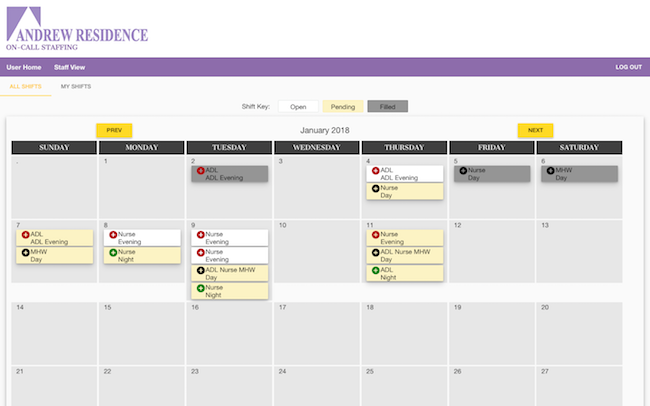 ANDREW RESIDENCE
ON-CALL STAFFING
User Home Staff View LOG OUT
ALL SHIFTS MY SHIFTS
Shift Key: Open Pending Filled
PREV January 2018 NEXT
SUNDAY MONDAY TUESDAY WEDNESDAY THURSDAY FRIDAY SATURDAY
. 1 2 3 4 5 6
ADL ADL Nurse MHW
ADL Evening ADL Evening Day Day
Nurse
Day
7 8 9 10 11 12 13
ADL Nurse Nurse Nurse
ADL Evening Evening Evening Evening
MHW Nurse Nurse ADL Nurse MHW
Day Night Evening Day
ADL Nurse MHW ADL
Day Night
Nurse
Night
14 15 16 17 18 19 20
21 22 23 24 25 26 27